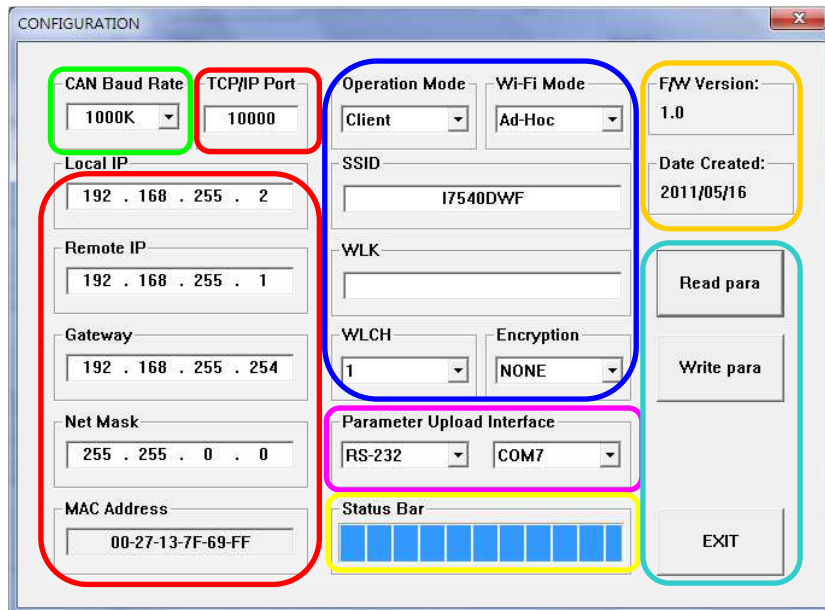 CONFIGURATION
CAN Baud Rate
1000K
TCP/IP Port
10000
Local IP
192 . 168 . 255 . 2
Remote IP
192 . 168 . 255 . 1
Gateway
192 . 168 . 255 . 254
Net Mask
255 . 255 . 0 . 0
MAC Address
00-27-13-7F-69-FF
Operation Mode
Client
Wi-Fi Mode
Ad-Hoc
SSID
I7540DWF
WLK
WLCH
1
Encryption
NONE
Parameter Upload Interface
RS-232
COM7
Status Bar
F/W Version:
1.0
Date Created:
2011/05/16
Read para
Write para
EXIT